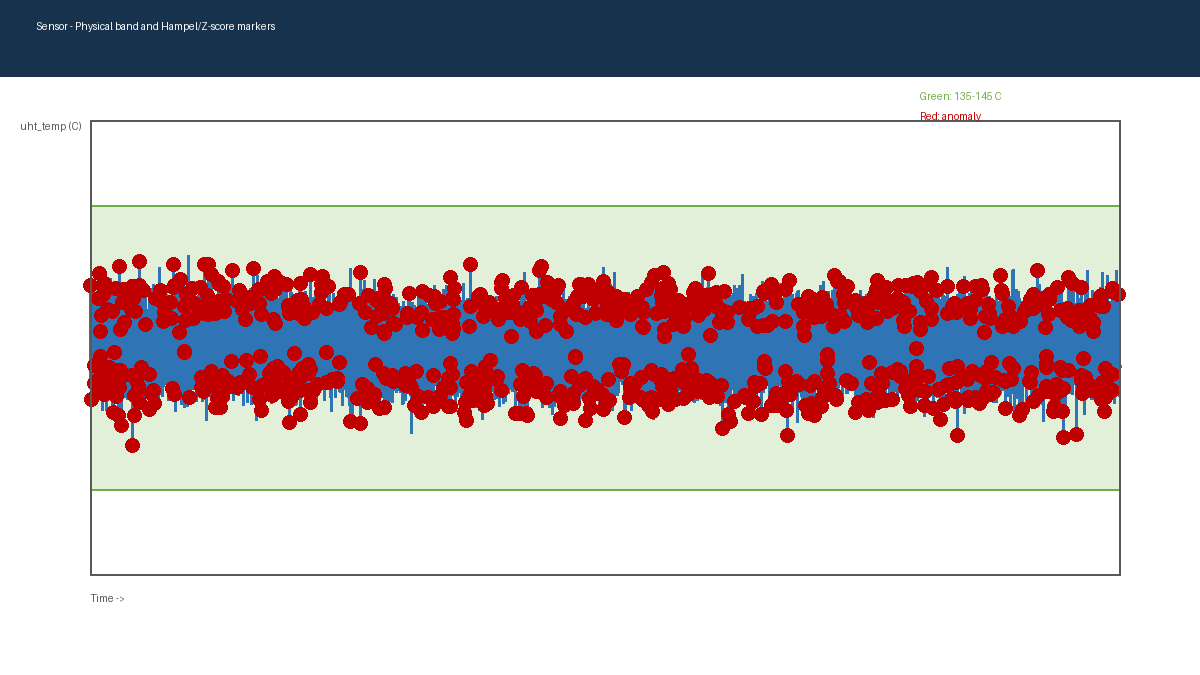 Sensor - Physical band and Hampel/Z-score markers
Green: 135-145 C
Red: anomaly
uht_temp (C)
Time ->